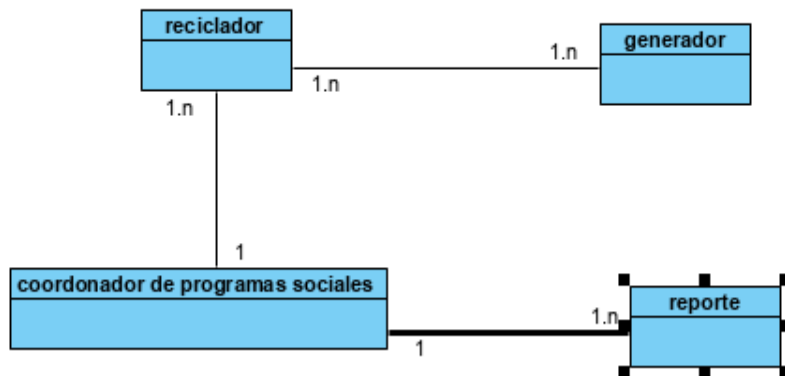 reciclador
generador
1.n
1.n
1.n
1
coordonador de programas sociales
reporte
1.n
1